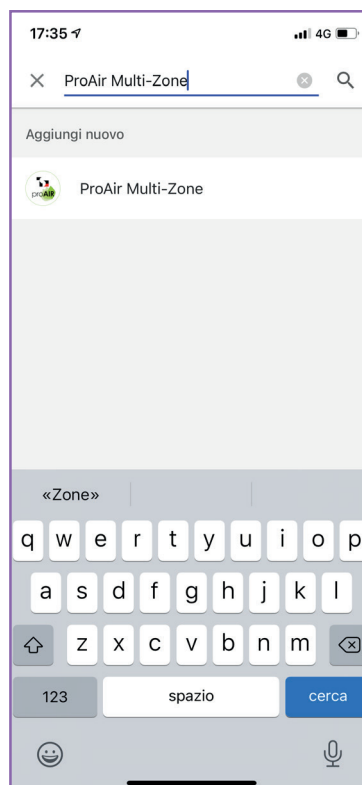 17:35
4G
ProAir Multi-Zone
Aggiungi nuovo
proAIR
ProAir Multi-Zone
«Zone»
q w e r t y u i o p
a s d f g h j k l
z x c v b n m
123 spazio cerca